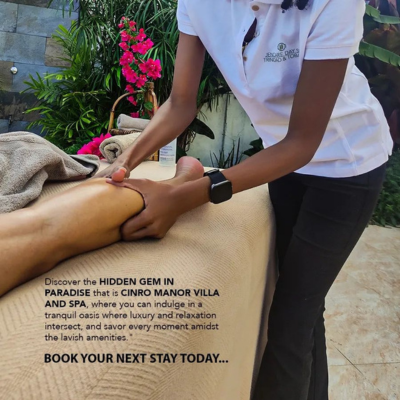 Discover the HIDDEN GEM IN
PARADISE that is CINRO MANOR VILLA
AND SPA, where you can indulge in a
tranquil oasis where luxury and relaxation
intersect, and savor every moment amidst
the lavish amenities."
BOOK YOUR NEXT STAY TODAY...